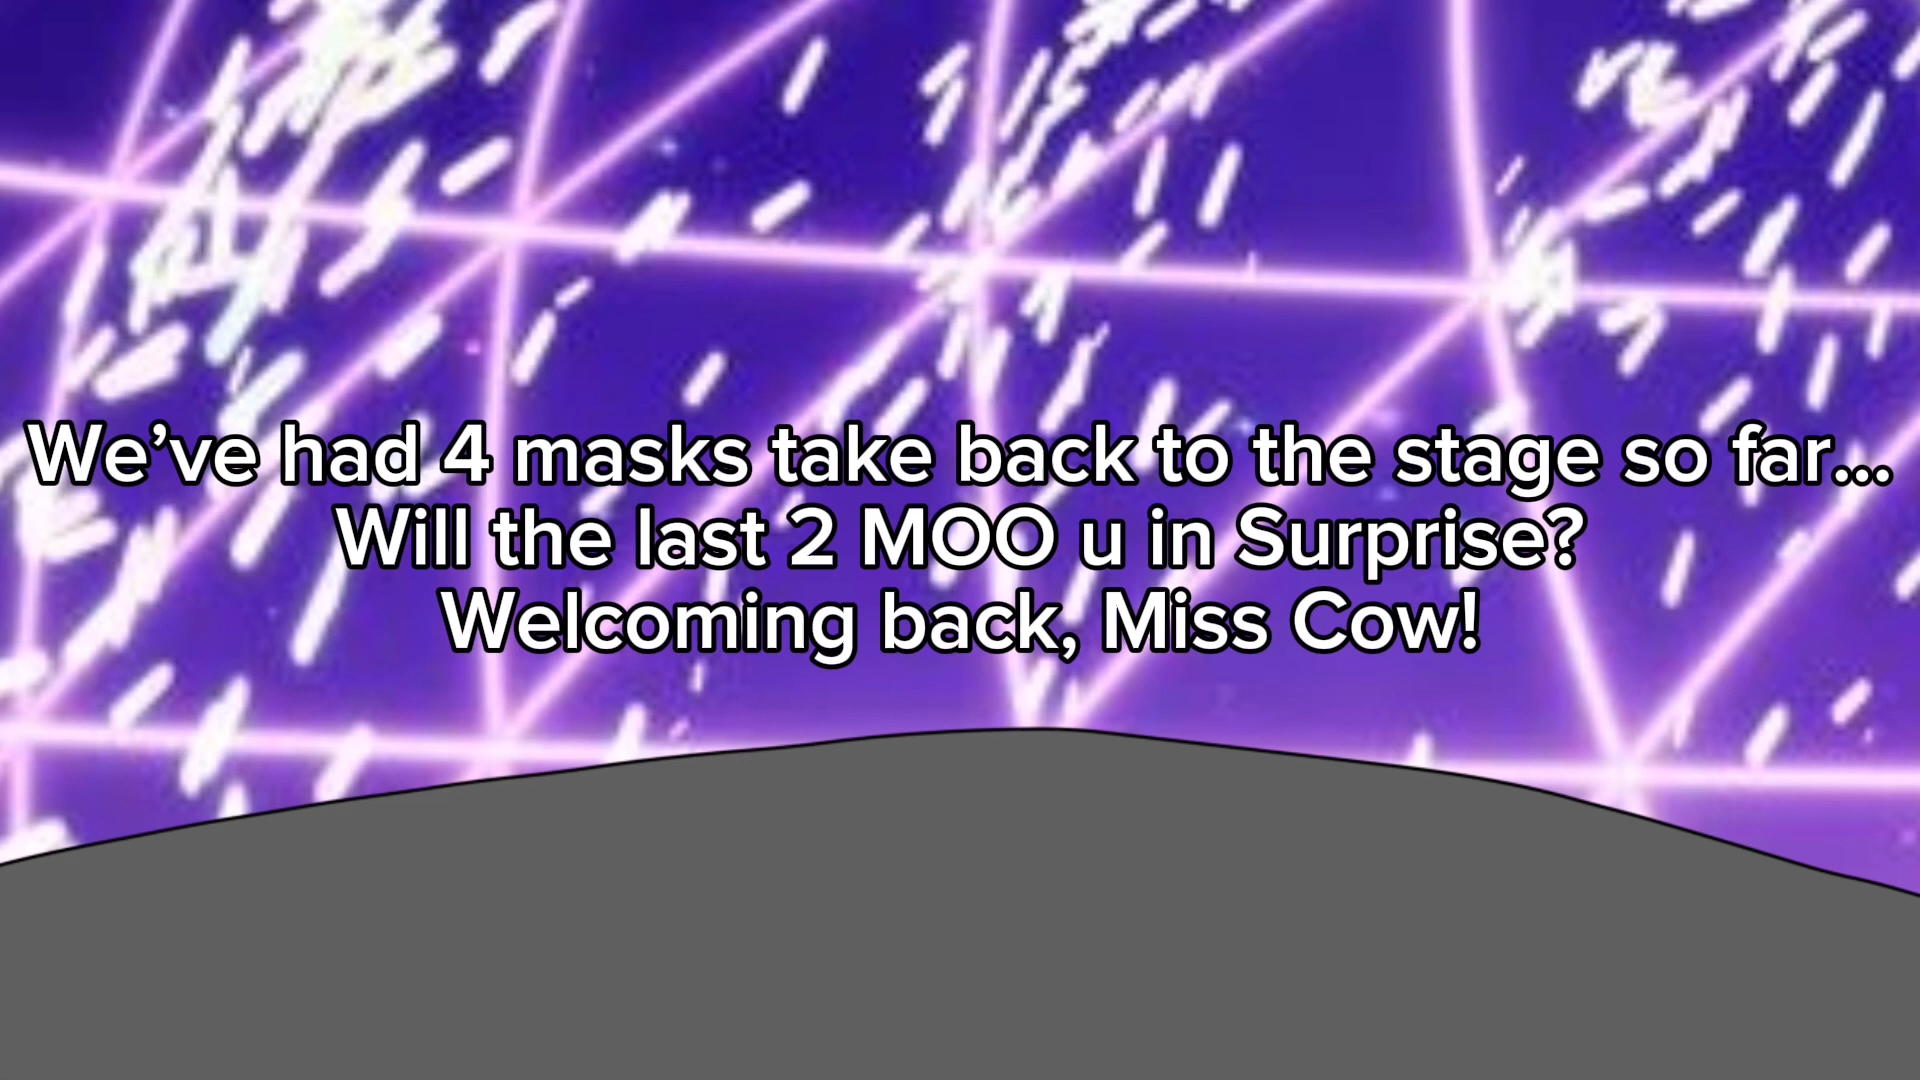 We’ve had 4 masks take back to the stage so far...
Will the last 2 MOO u in Surprise?
Welcoming back, Miss Cow!